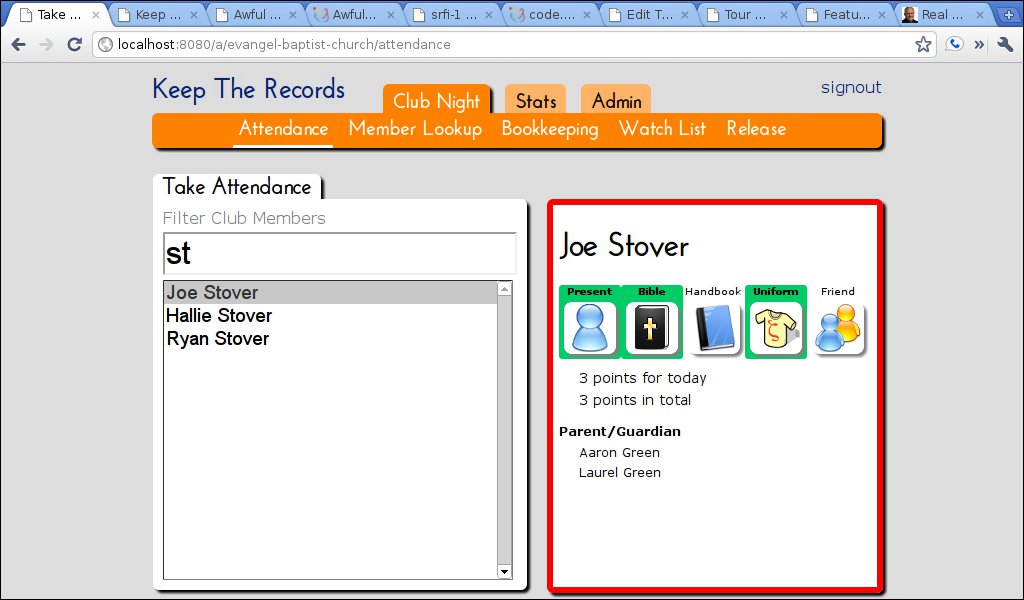 Take ...
Keep ...
Awful ...
Awful...
srfi-1 ...
code....
Edit T...
Tour ...
Featu...
Real ...
localhost:8080/a/evangel-baptist-church/attendance
Keep The Records
Club Night
Stats
Admin
signout
Attendance
Member Lookup
Bookkeeping
Watch List
Release
Take Attendance
Filter Club Members
st
Joe Stover
Hallie Stover
Ryan Stover
Joe Stover
Present
Bible
Handbook
Uniform
Friend
3 points for today
3 points in total
Parent/Guardian
Aaron Green
Laurel Green